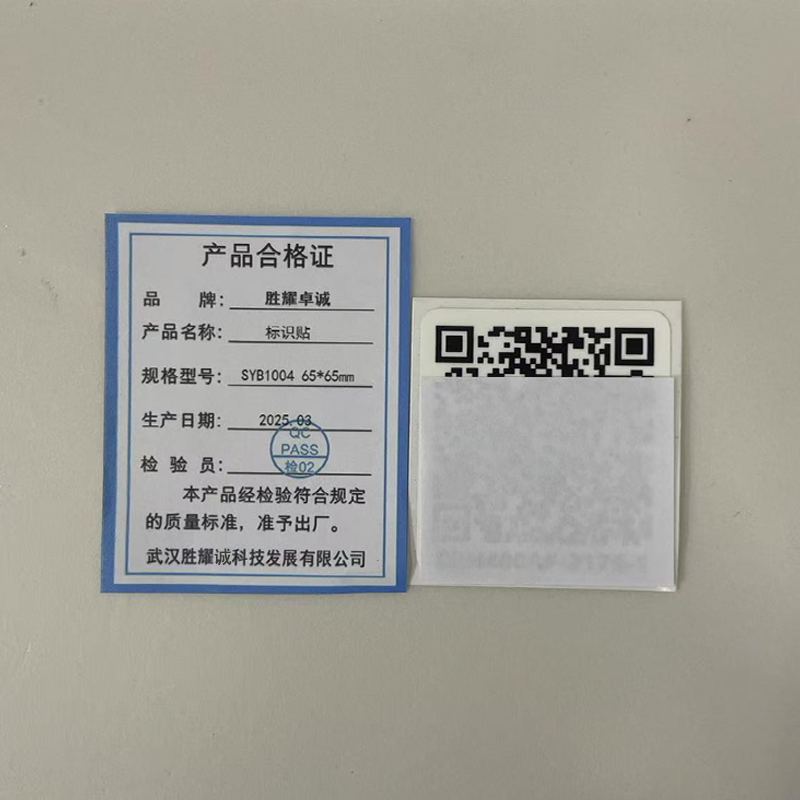 产品合格证
品 牌： 胜耀卓诚
产品名称： 标识贴
规格型号： SYB1004 65*65mm
生产日期： 2025.03
QC
PASS
检02
检 验 员：
本产品经检验符合规定
的质量标准，准予出厂。
武汉胜耀诚科技发展有限公司